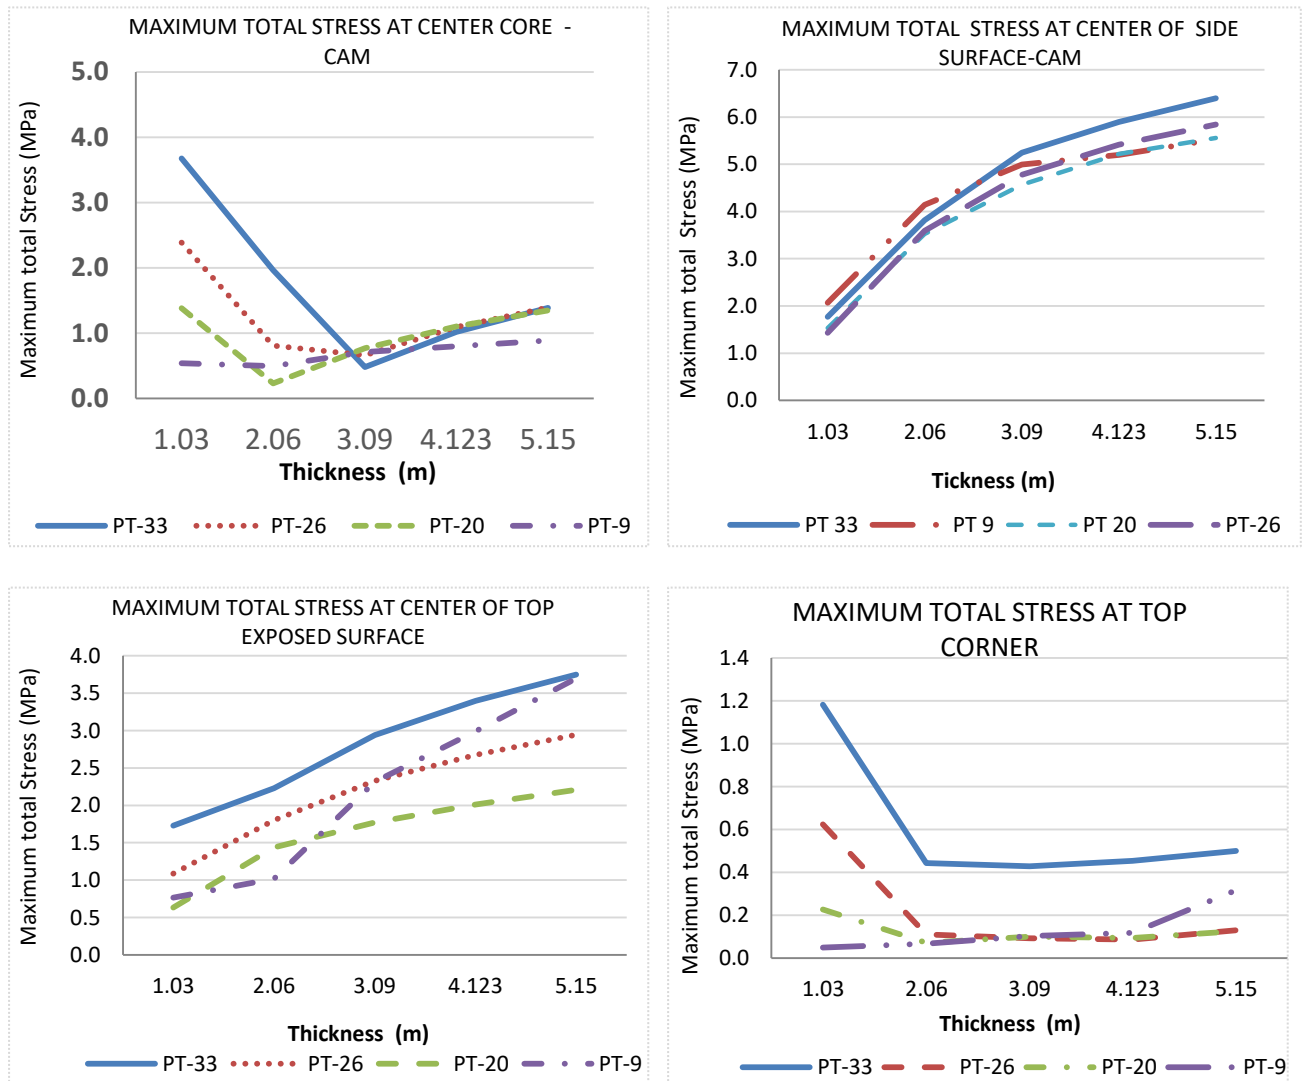 MAXIMUM TOTAL STRESS AT CENTER CORE -
CAM
Maximum total Stress (MPa)
5.0
4.0
3.0
2.0
1.0
0.0
1.03 2.06 3.09 4.123 5.15
Thickness (m)
PT-33 PT-26 PT-20 PT-9
MAXIMUM TOTAL STRESS AT CENTER OF SIDE
SURFACE-CAM
Maximum total Stress (MPa)
7.0
6.0
5.0
4.0
3.0
2.0
1.0
0.0
1.03 2.06 3.09 4.123 5.15
Tickness (m)
PT 33 PT 9 PT 20 PT-26
MAXIMUM TOTAL STRESS AT CENTER OF TOP
EXPOSED SURFACE
Maximum total Stress (MPa)
4.0
3.5
3.0
2.5
2.0
1.5
1.0
0.5
0.0
1.03 2.06 3.09 4.123 5.15
Thickness (m)
PT-33 PT-26 PT-20 PT-9
MAXIMUM TOTAL STRESS AT TOP
CORNER
Maximum total Stress (MPa)
1.4
1.2
1.0
0.8
0.6
0.4
0.2
0.0
1.03 2.06 3.09 4.123 5.15
Thickness (m)
PT-33 PT-26 PT-20 PT-9